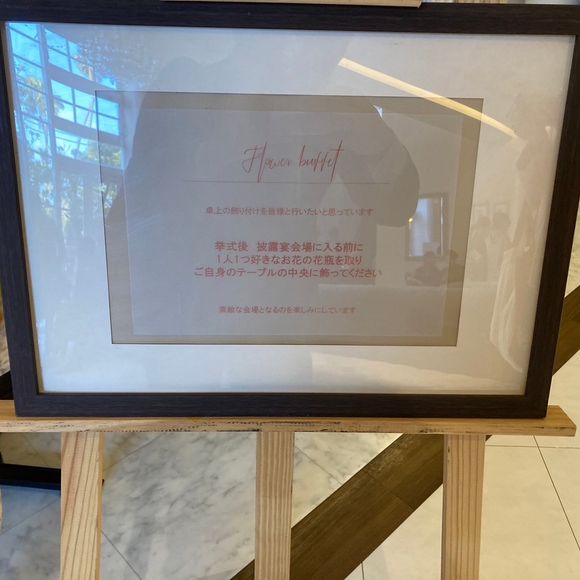 Flower buffet
卓上の飾り付けを皆様と行いたいと思っています
挙式後 披露宴会場に入る前に
1人1つ好きなお花の花瓶を取り
ご自身のテーブルの中央に飾ってください
素敵な会場となるのを楽しみにしています